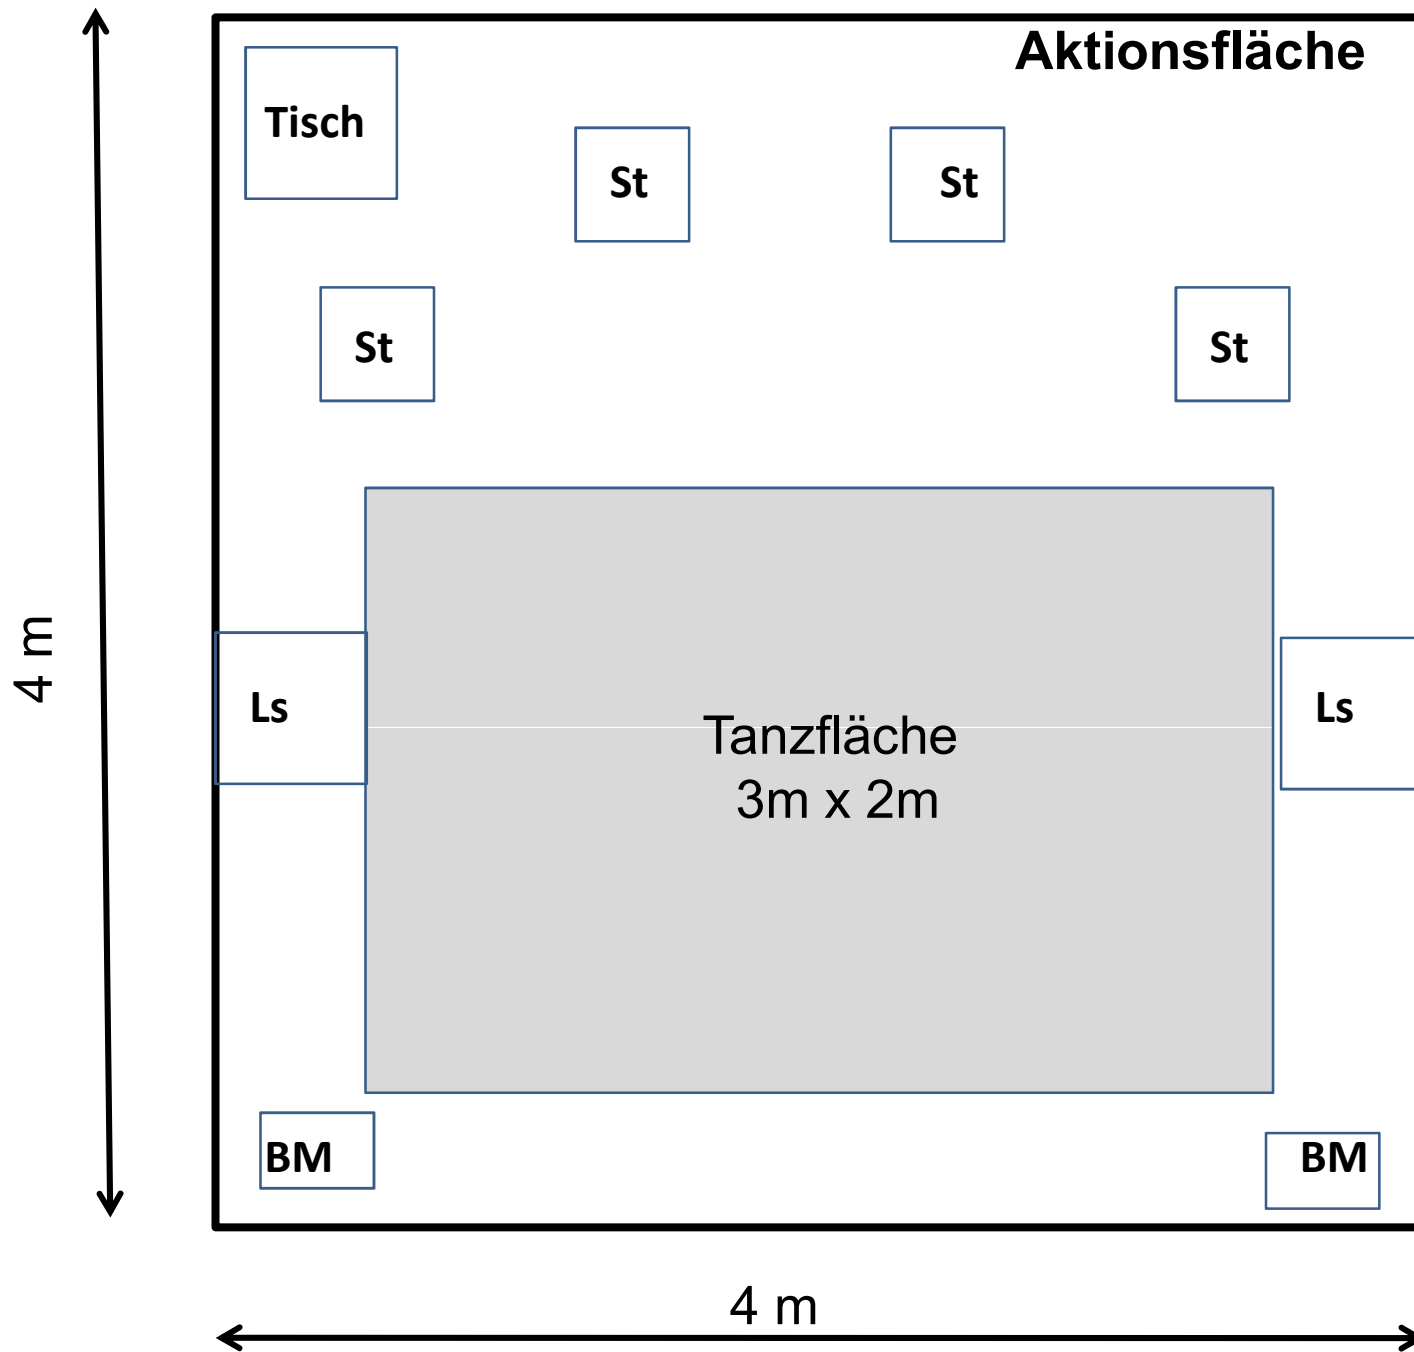 Aktionsfläche
Tisch
St St
St St
4 m
Ls Ls
Tanzfläche
3m x 2m
BM BM
4 m